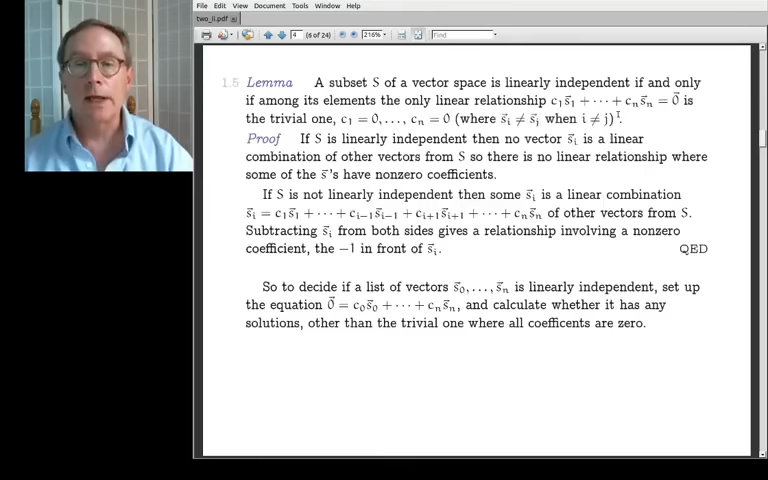 File Edit View Document Tools Window Help
two_ii.pdf
4 (6 of 24) 216% Find
1.5 Lemma A subset S of a vector space is linearly independent if and only
if among its elements the only linear relationship c₁s⃗₁ + ··· + cₙs⃗ₙ = 0⃗ is
the trivial one, c₁ = 0, . . . , cₙ = 0 (where s⃗ᵢ ≠ s⃗ⱼ when i ≠ j).
Proof If S is linearly independent then no vector s⃗ᵢ is a linear
combination of other vectors from S so there is no linear relationship where
some of the s⃗ 's have nonzero coefficients.
If S is not linearly independent then some s⃗ᵢ is a linear combination
s⃗ᵢ = c₁s⃗₁ + ··· + cᵢ₋₁s⃗ᵢ₋₁ + cᵢ₊₁s⃗ᵢ₊₁ + ··· + cₙs⃗ₙ of other vectors from S.
Subtracting s⃗ᵢ from both sides gives a relationship involving a nonzero
coefficient, the −1 in front of s⃗ᵢ. QED
So to decide if a list of vectors s⃗₀, . . . , s⃗ₙ is linearly independent, set up
the equation 0⃗ = c₀s⃗₀ + ··· + cₙs⃗ₙ, and calculate whether it has any
solutions, other than the trivial one where all coefficents are zero.